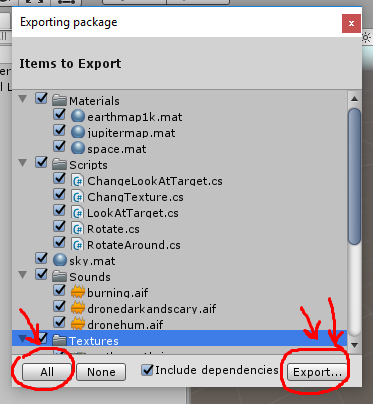 Exporting package
x
Items to Export
Materials
earthmap1k.mat
jupitermap.mat
space.mat
Scripts
ChangeLookAtTarget.cs
ChangTexture.cs
LookAtTarget.cs
Rotate.cs
RotateAround.cs
sky.mat
Sounds
burning.aif
dronedarkandscary.aif
dronehum.aif
Textures
All None Include dependencies Export...